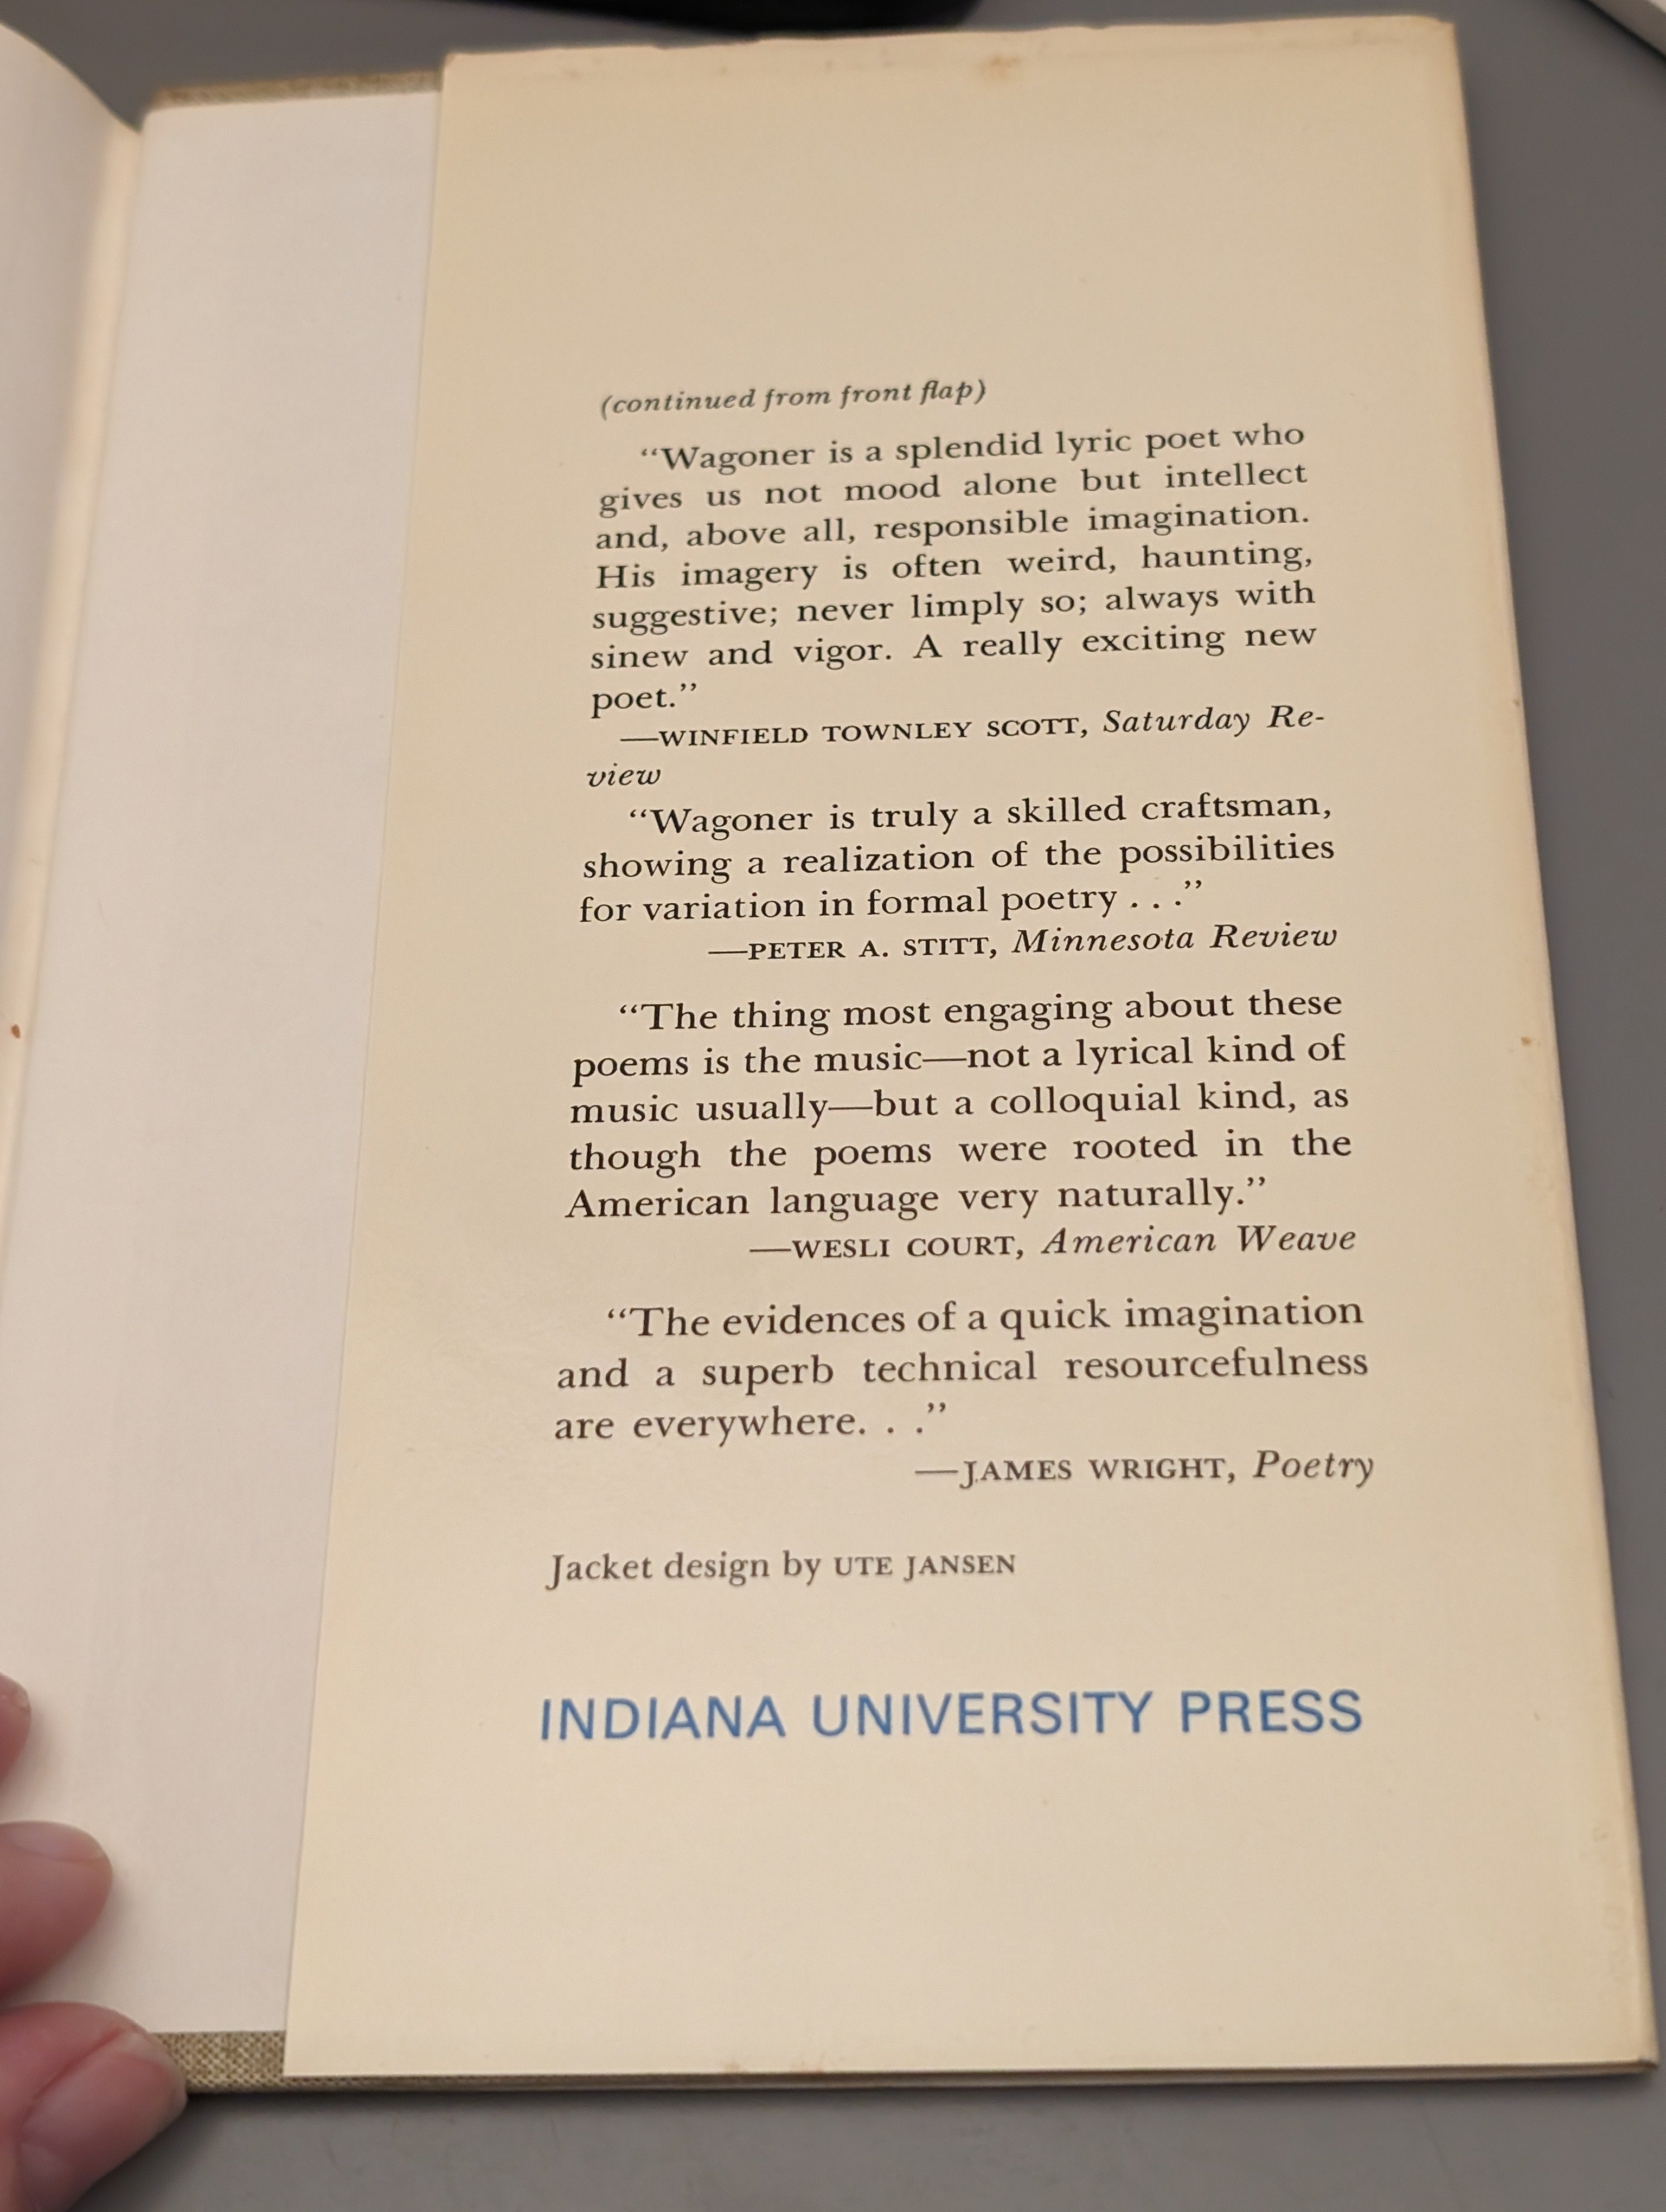 (continued from front flap)
“Wagoner is a splendid lyric poet who
gives us not mood alone but intellect
and, above all, responsible imagination.
His imagery is often weird, haunting,
suggestive; never limply so; always with
sinew and vigor. A really exciting new
poet.”
—WINFIELD TOWNLEY SCOTT, Saturday Re-
view
“Wagoner is truly a skilled craftsman,
showing a realization of the possibilities
for variation in formal poetry . . .”
—PETER A. STITT, Minnesota Review
“The thing most engaging about these
poems is the music—not a lyrical kind of
music usually—but a colloquial kind, as
though the poems were rooted in the
American language very naturally.”
—WESLI COURT, American Weave
“The evidences of a quick imagination
and a superb technical resourcefulness
are everywhere. . .”
—JAMES WRIGHT, Poetry
Jacket design by UTE JANSEN
INDIANA UNIVERSITY PRESS